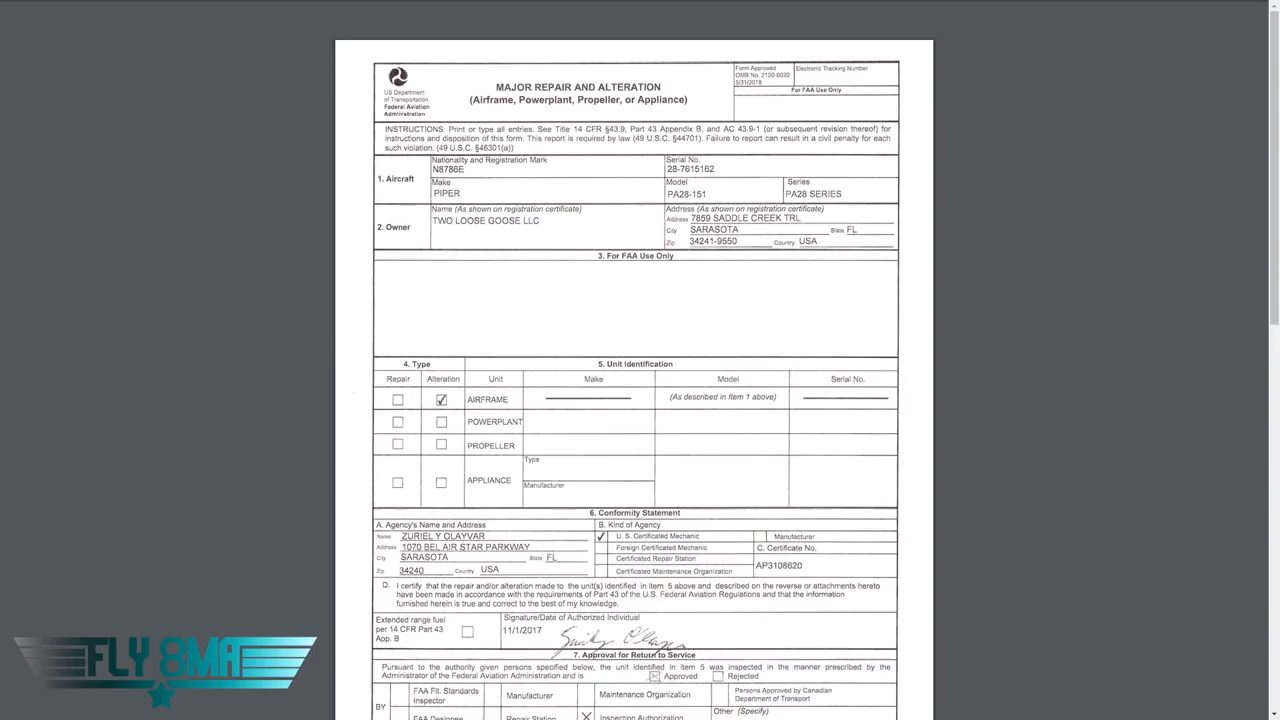 US Department
of Transportation
Federal Aviation
Administration
MAJOR REPAIR AND ALTERATION
(Airframe, Powerplant, Propeller, or Appliance)
Form Approved
OMB No. 2120-0020
5/31/2018
Electronic Tracking Number
For FAA Use Only
INSTRUCTIONS: Print or type all entries. See Title 14 CFR §43.9, Part 43 Appendix B, and AC 43.9-1 (or subsequent revision thereof) for
instructions and disposition of this form. This report is required by law (49 U.S.C. §44701). Failure to report can result in a civil penalty for each
such violation. (49 U.S.C. §46301(a))
1. Aircraft
Nationality and Registration Mark
N8786E
Serial No.
28-7615162
Make
PIPER
Model
PA28-151
Series
PA28 SERIES
2. Owner
Name (As shown on registration certificate)
TWO LOOSE GOOSE LLC
Address (As shown on registration certificate)
Address 7859 SADDLE CREEK TRL
City SARASOTA State FL
Zip 34241-9550 Country USA
3. For FAA Use Only
4. Type
5. Unit Identification
Repair Alteration Unit Make Model Serial No.
AIRFRAME (As described in Item 1 above)
POWERPLANT
PROPELLER
APPLIANCE
Type
Manufacturer
6. Conformity Statement
A. Agency's Name and Address
B. Kind of Agency
Name ZURIEL Y OLAYVAR
Address 1070 BEL AIR STAR PARKWAY
City SARASOTA State FL
Zip 34240 Country USA
U. S. Certificated Mechanic
Manufacturer
Foreign Certificated Mechanic
C. Certificate No.
Certificated Repair Station
AP3108620
Certificated Maintenance Organization
D. I certify that the repair and/or alteration made to the unit(s) identified in item 5 above and described on the reverse or attachments hereto
have been made in accordance with the requirements of Part 43 of the U.S. Federal Aviation Regulations and that the information
furnished herein is true and correct to the best of my knowledge.
Extended range fuel
per 14 CFR Part 43
App. B
Signature/Date of Authorized Individual
11/1/2017
7. Approval for Return to Service
Pursuant to the authority given persons specified below, the unit identified in item 5 was inspected in the manner prescribed by the
Administrator of the Federal Aviation Administration and is
Approved
Rejected
BY
FAA Flt. Standards
Inspector
Manufacturer
Maintenance Organization
Persons Approved by Canadian
Department of Transport
FAA Designee
Repair Station
Inspection Authorization
Other (Specify)
FLY 8MA